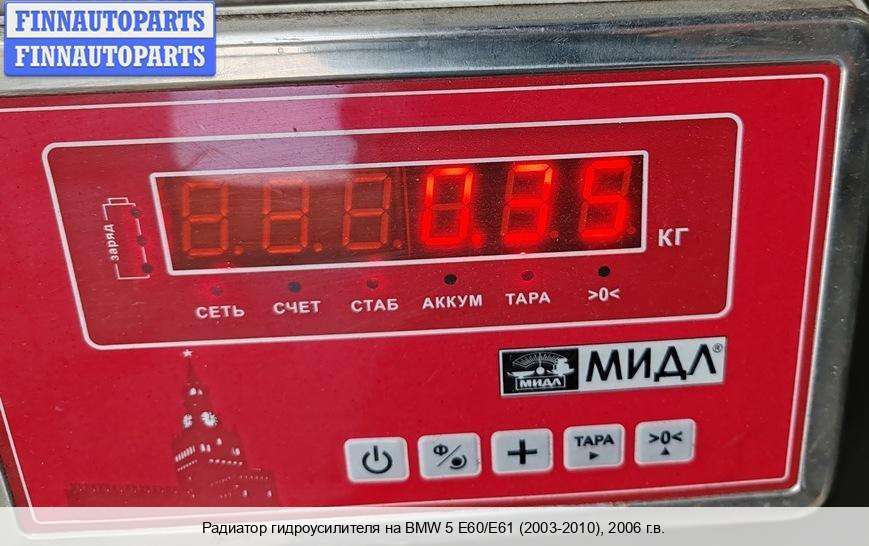 FINNAUTOPARTS
FINNAUTOPARTS
заряд
0.35
КГ
СЕТЬ СЧЕТ СТАБ АККУМ ТАРА >0<
МИДЛ МИДЛ®
Ф ТАРА >0<
Радиатор гидроусилителя на BMW 5 E60/E61 (2003-2010), 2006 г.в.